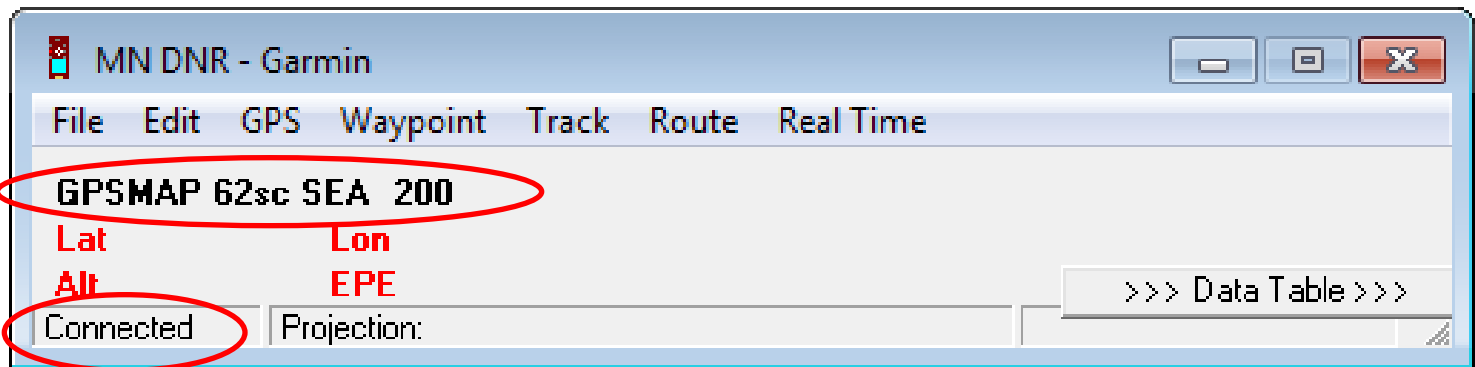 MN DNR - Garmin
File Edit GPS Waypoint Track Route Real Time
GPSMAP 62sc SEA 200
Lat Lon
Alt EPE
>>> Data Table >>>
Connected Projection: